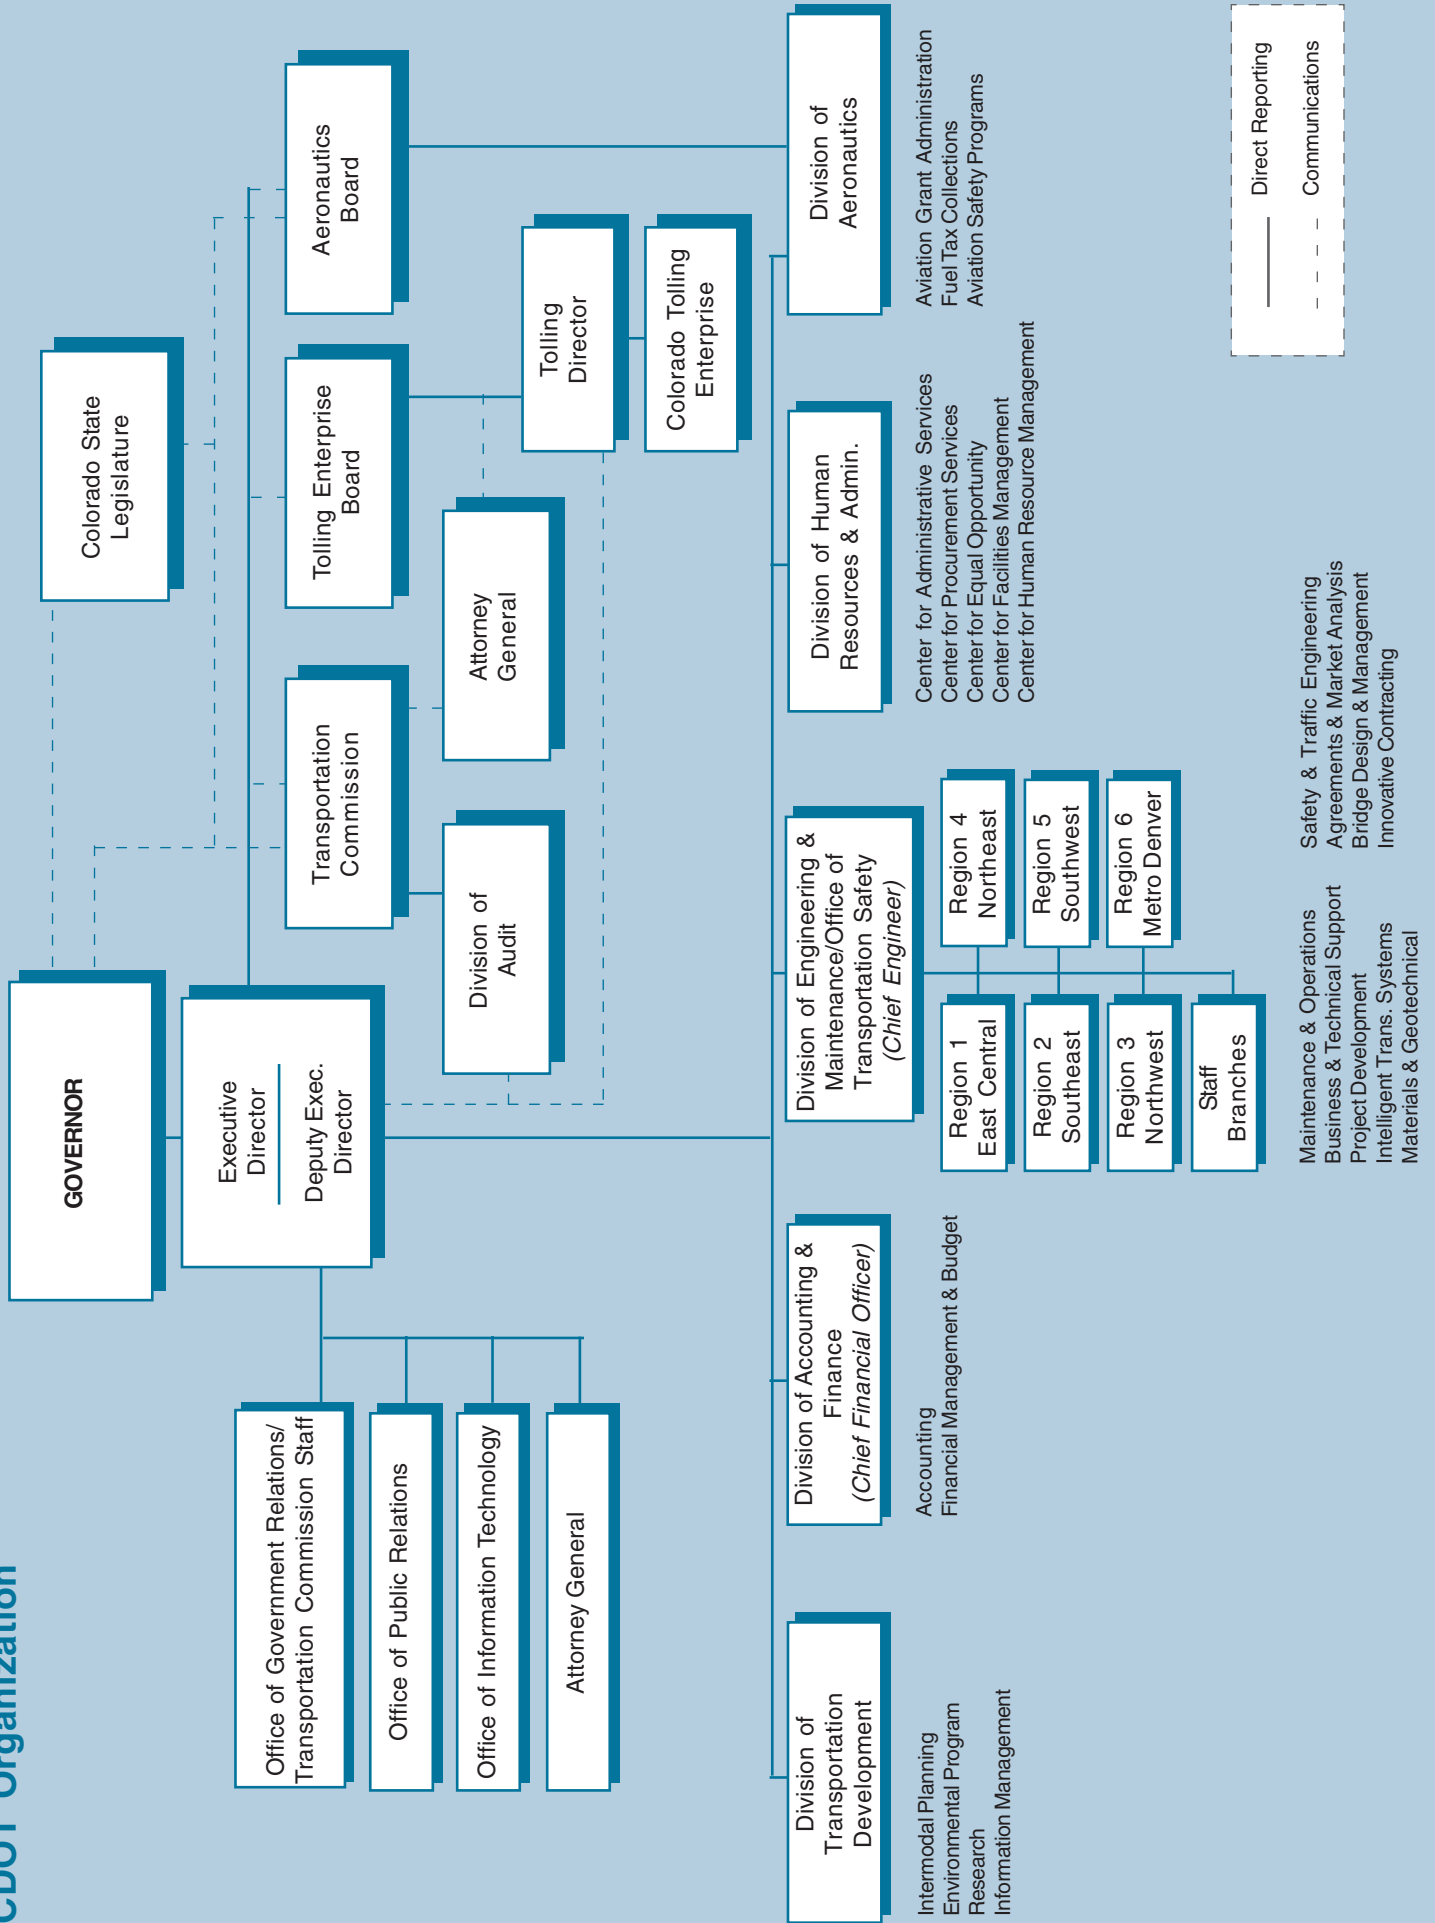 CDOT Organization
GOVERNOR
Colorado State
Legislature
Executive
Director
Deputy Exec.
Director
Office of Government Relations/
Transportation Commission Staff
Office of Public Relations
Office of Information Technology
Attorney General
Transportation
Commission
Tolling Enterprise
Board
Aeronautics
Board
Division of
Audit
Attorney
General
Tolling
Director
Colorado Tolling
Enterprise
Division of
Transportation
Development
Intermodal Planning
Environmental Program
Research
Information Management
Division of Accounting &
Finance
(Chief Financial Officer)
Accounting
Financial Management & Budget
Division of Engineering &
Maintenance/Office of
Transportation Safety
(Chief Engineer)
Region 1
East Central
Region 4
Northeast
Region 2
Southeast
Region 5
Southwest
Region 3
Northwest
Region 6
Metro Denver
Staff
Branches
Maintenance & Operations
Business & Technical Support
Project Development
Intelligent Trans. Systems
Materials & Geotechnical
Safety & Traffic Engineering
Agreements & Market Analysis
Bridge Design & Management
Innovative Contracting
Division of Human
Resources & Admin.
Center for Administrative Services
Center for Procurement Services
Center for Equal Opportunity
Center for Facilities Management
Center for Human Resource Management
Division of
Aeronautics
Aviation Grant Administration
Fuel Tax Collections
Aviation Safety Programs
Direct Reporting
Communications